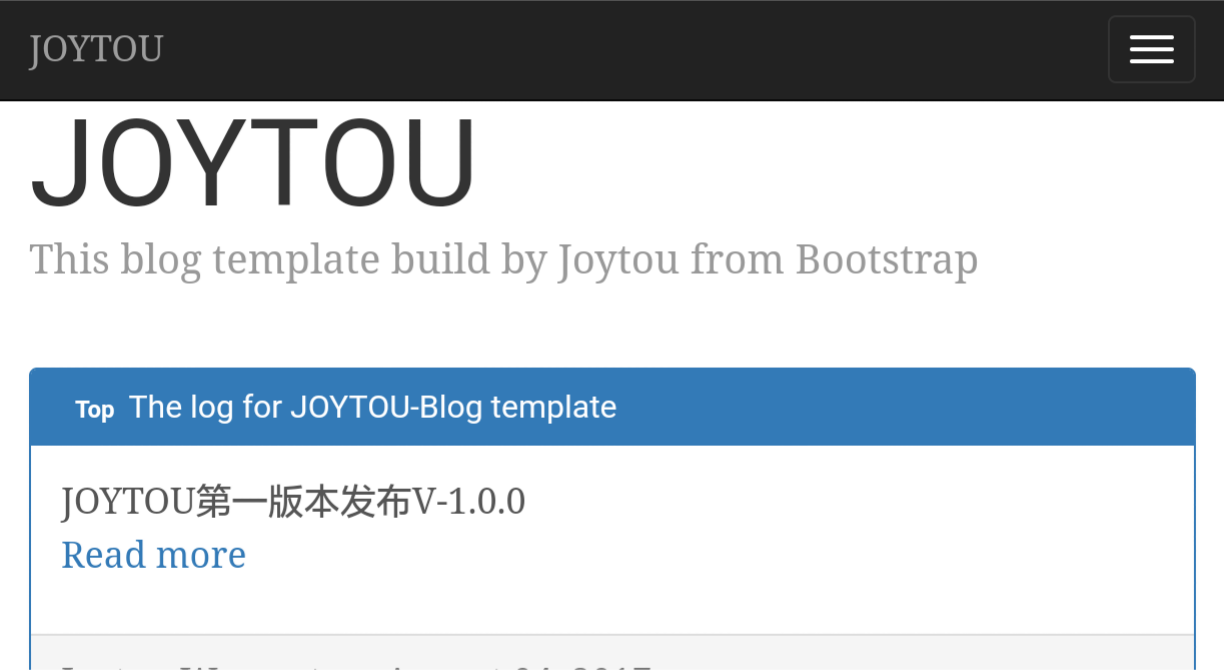 JOYTOU
JOYTOU
This blog template build by Joytou from Bootstrap
Top The log for JOYTOU-Blog template
JOYTOU第一版本发布V-1.0.0
Read more